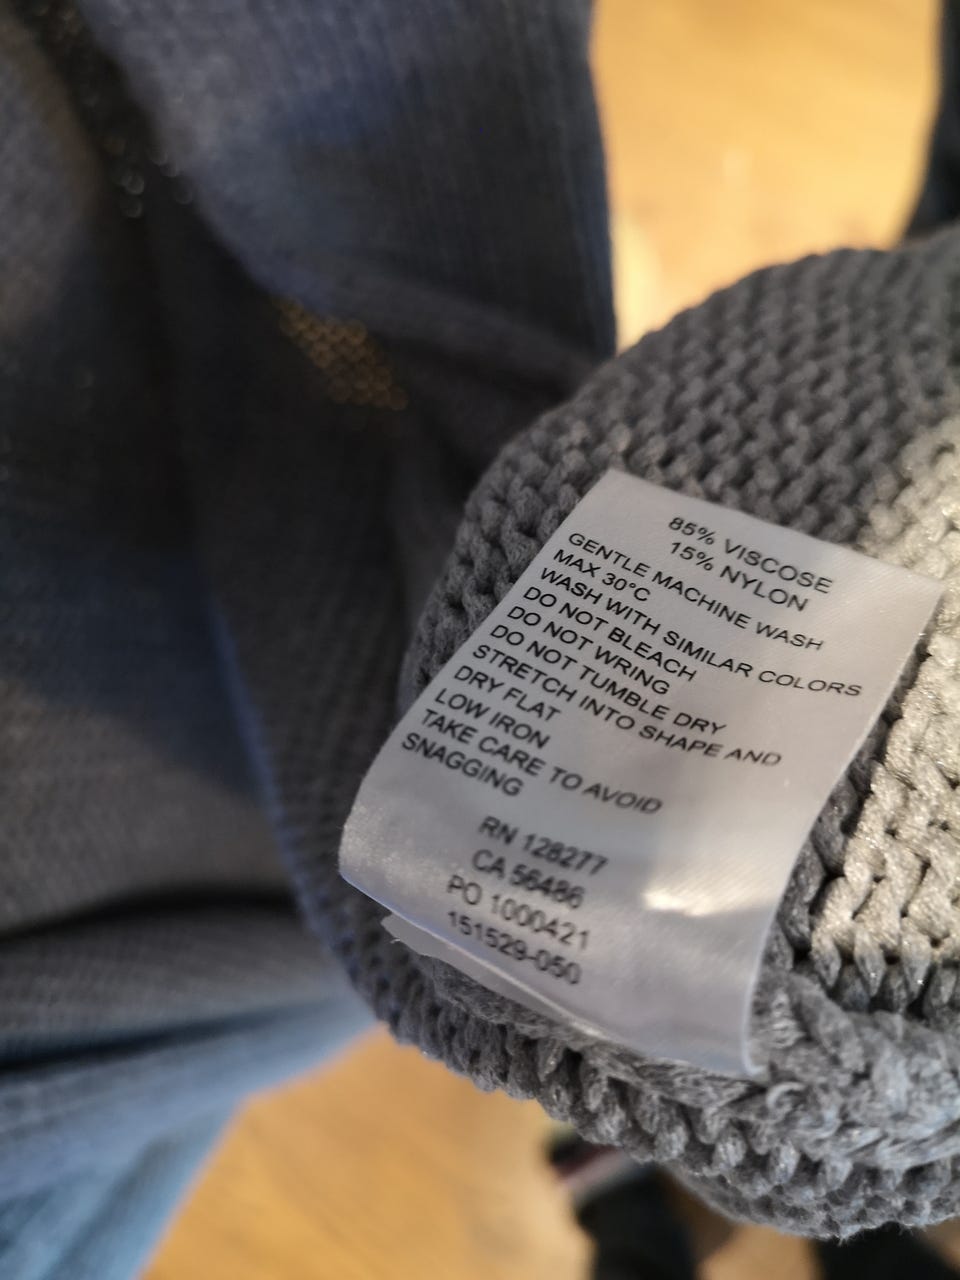 85% VISCOSE
15% NYLON
GENTLE MACHINE WASH
MAX 30°C
WASH WITH SIMILAR COLORS
DO NOT BLEACH
DO NOT WRING
DO NOT TUMBLE DRY
STRETCH INTO SHAPE AND
DRY FLAT
LOW IRON
TAKE CARE TO AVOID
SNAGGING
RN 128277
CA 56486
PO 1000421
151529-050